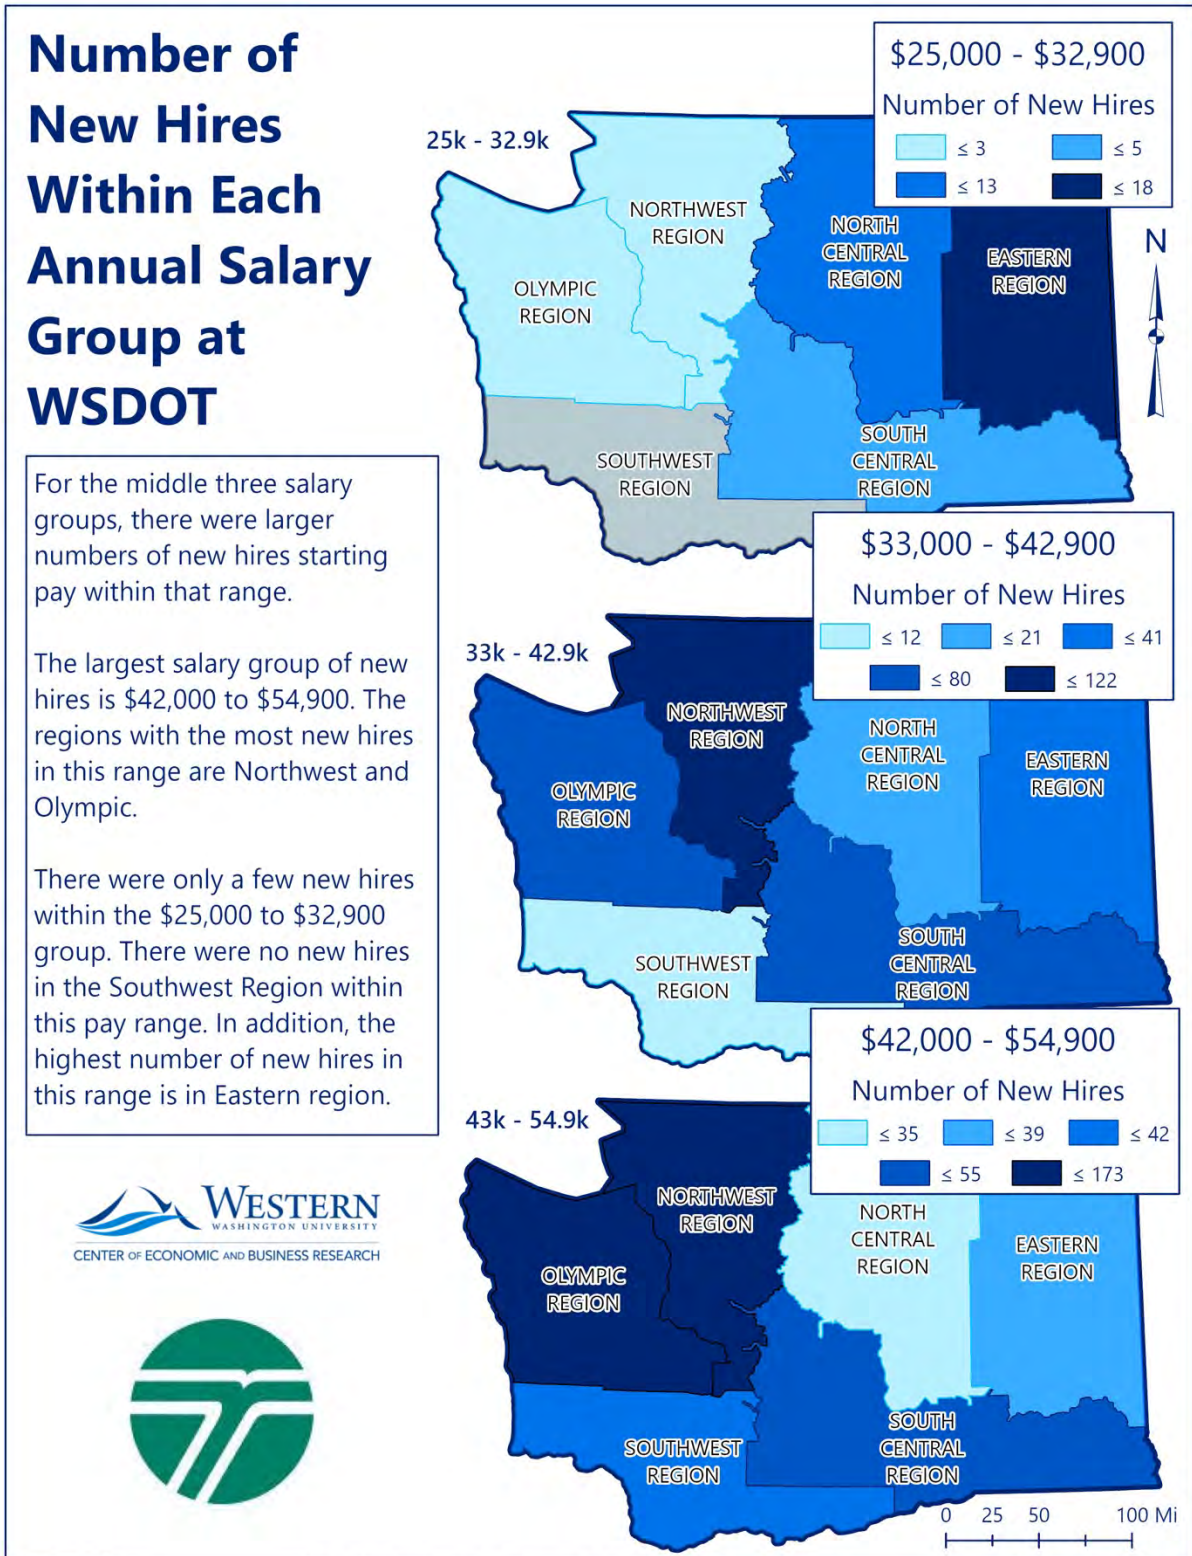 Number of
New Hires
Within Each
Annual Salary
Group at
WSDOT
For the middle three salary
groups, there were larger
numbers of new hires starting
pay within that range.
The largest salary group of new
hires is $42,000 to $54,900. The
regions with the most new hires
in this range are Northwest and
Olympic.
There were only a few new hires
within the $25,000 to $32,900
group. There were no new hires
in the Southwest Region within
this pay range. In addition, the
highest number of new hires in
this range is in Eastern region.
WESTERN
WASHINGTON UNIVERSITY
CENTER OF ECONOMIC AND BUSINESS RESEARCH
$25,000 - $32,900
Number of New Hires
≤ 3 ≤ 5
≤ 13 ≤ 18
25k - 32.9k
NORTHWEST
REGION
NORTH
CENTRAL
REGION
EASTERN
REGION
N
OLYMPIC
REGION
SOUTHWEST
REGION
SOUTH
CENTRAL
REGION
$33,000 - $42,900
Number of New Hires
≤ 12 ≤ 21 ≤ 41
≤ 80 ≤ 122
33k - 42.9k
NORTHWEST
REGION
NORTH
CENTRAL
REGION
EASTERN
REGION
OLYMPIC
REGION
SOUTHWEST
REGION
SOUTH
CENTRAL
REGION
$42,000 - $54,900
Number of New Hires
≤ 35 ≤ 39 ≤ 42
≤ 55 ≤ 173
43k - 54.9k
NORTHWEST
REGION
NORTH
CENTRAL
REGION
EASTERN
REGION
OLYMPIC
REGION
SOUTHWEST
REGION
SOUTH
CENTRAL
REGION
0 25 50 100 Mi